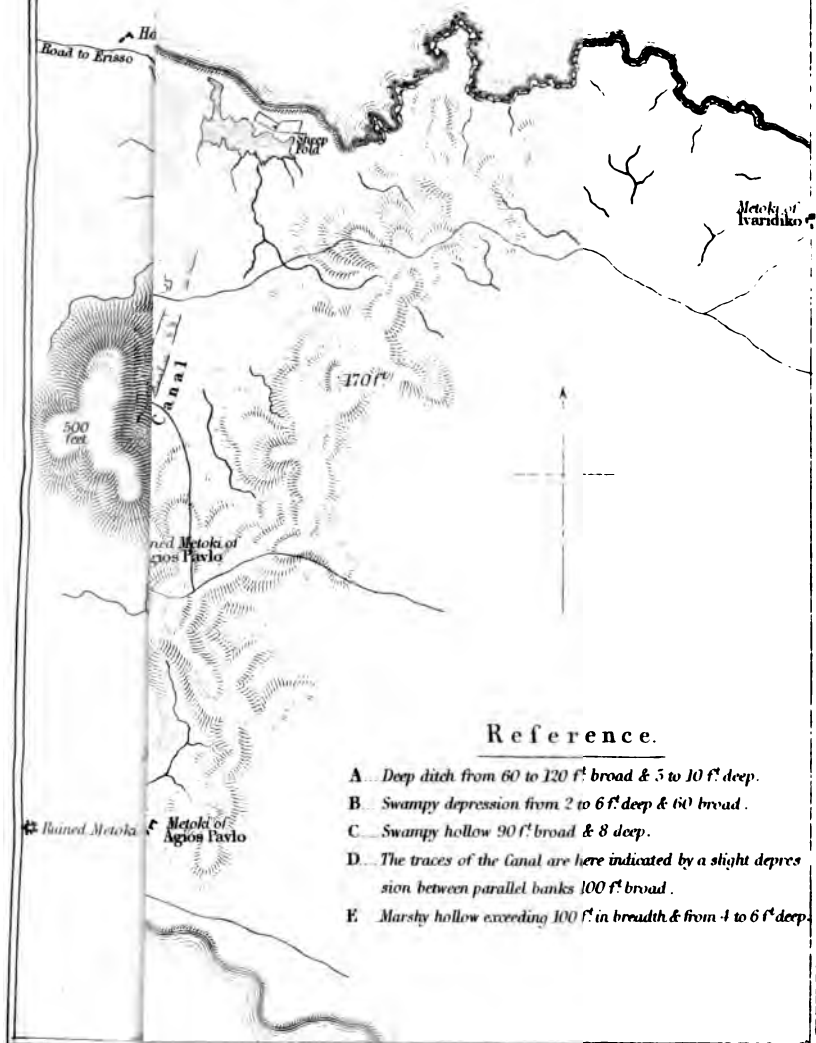 Road to Erisso
Sheep
Fold
Metoki of
Ivaridiko
Canal
170 ft
500
feet
Metoki of
Pavlo
Ruined Metoki
Metoki of
Agios Pavlo
Reference.
A... Deep ditch from 60 to 120 ft. broad & 5 to 10 ft. deep.
B... Swampy depression from 2 to 6 ft. deep & 60 broad.
C... Swampy hollow 90 ft. broad & 8 deep.
D... The traces of the Canal are here indicated by a slight depres
sion between parallel banks 100 ft. broad.
E Marshy hollow exceeding 100 ft. in breadth & from 4 to 6 ft. deep.